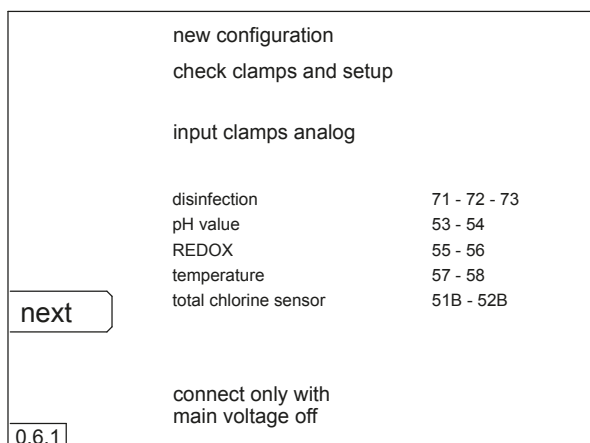 new configuration
check clamps and setup
input clamps analog
disinfection 71 - 72 - 73
pH value 53 - 54
REDOX 55 - 56
temperature 57 - 58
total chlorine sensor 51B - 52B
next
connect only with
main voltage off
0.6.1